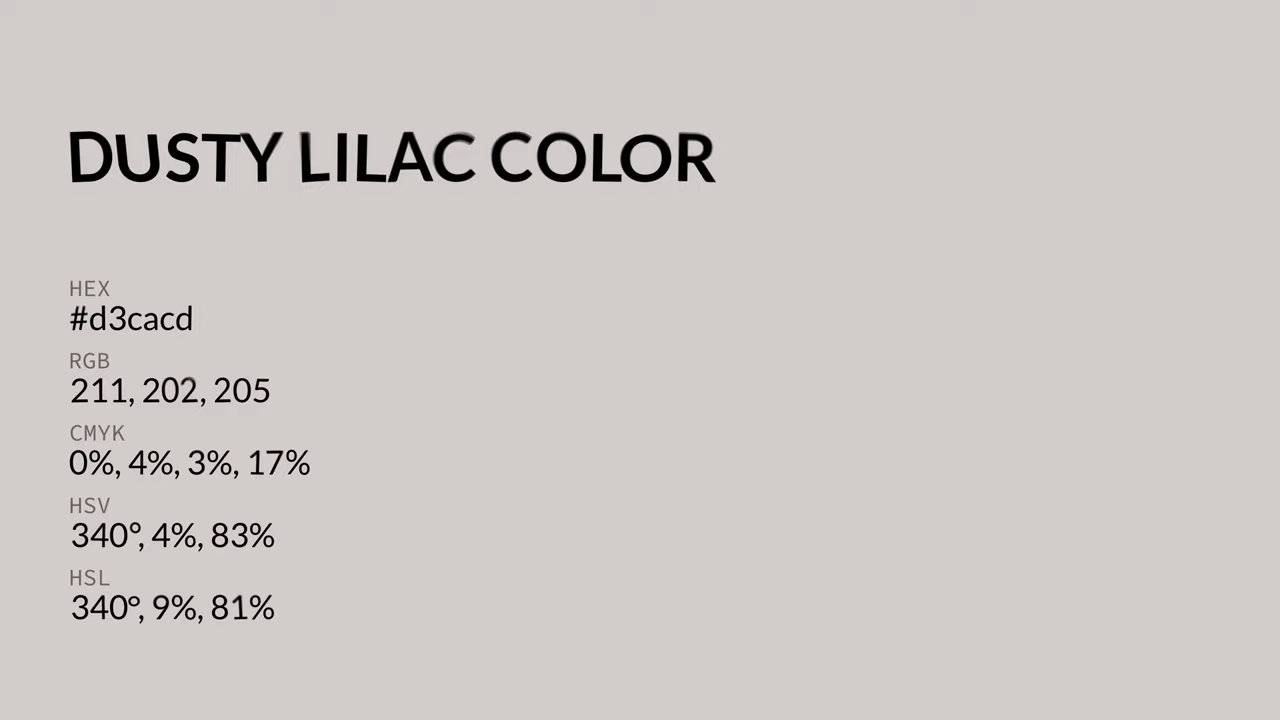 DUSTY LILAC COLOR
HEX
#d3cacd
RGB
211, 202, 205
CMYK
0%, 4%, 3%, 17%
HSV
340°, 4%, 83%
HSL
340°, 9%, 81%